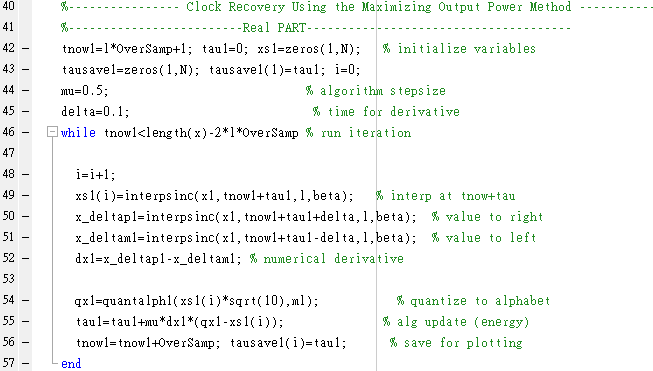 40 %--------------- Clock Recovery Using the Maximizing Output Power Method -----------
41 %-----------------------Real PART-----------------------------------
42 – tnow1=l*OverSamp+1; tau1=0; xs1=zeros(1,N); % initialize variables
43 – tausave1=zeros(1,N); tausave1(1)=tau1; i=0;
44 – mu=0.5; % algorithm stepsize
45 – delta=0.1; % time for derivative
46 – while tnow1<length(x)-2*l*OverSamp % run iteration
47
48 – i=i+1;
49 – xs1(i)=interpsinc(x1,tnow1+tau1,l,beta); % interp at tnow+tau
50 – x_deltap1=interpsinc(x1,tnow1+tau1+delta,l,beta); % value to right
51 – x_deltam1=interpsinc(x1,tnow1+tau1-delta,l,beta); % value to left
52 – dx1=x_deltap1-x_deltam1; % numerical derivative
53
54 – qx1=quantalph1(xs1(i)*sqrt(10),m1); % quantize to alphabet
55 – tau1=tau1+mu*dx1*(qx1-xs1(i)); % alg update (energy)
56 – tnow1=tnow1+OverSamp; tausave1(i)=tau1; % save for plotting
57 – end